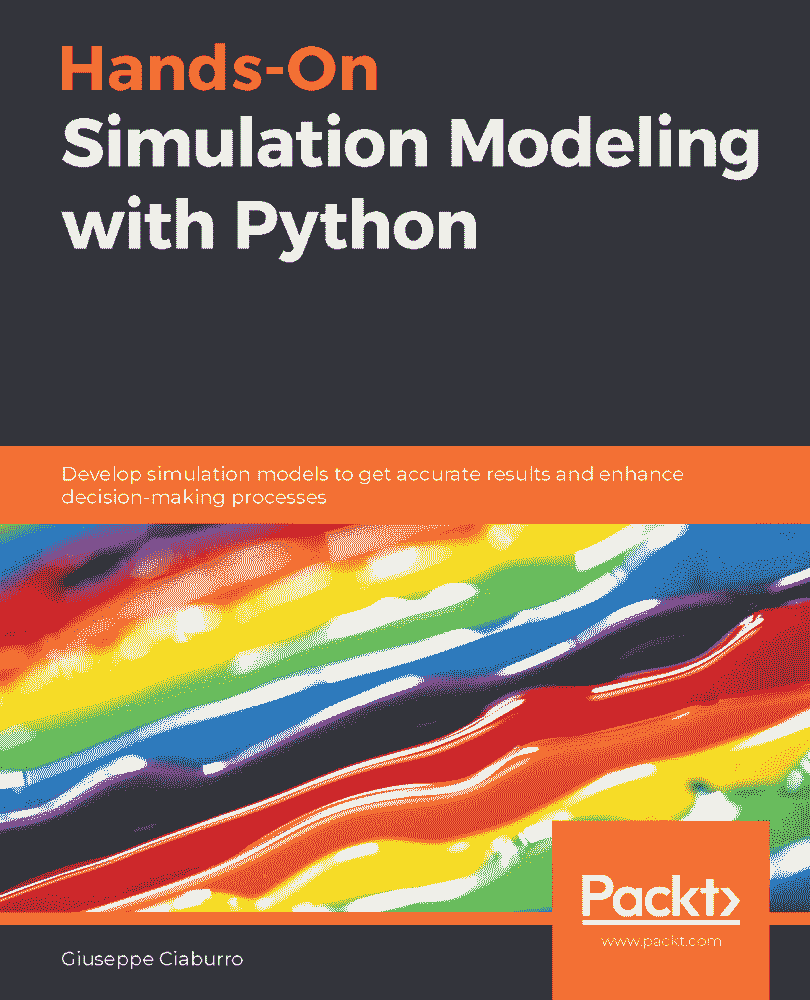 Hands-On
Simulation Modeling
with Python
Develop simulation models to get accurate results and enhance
decision-making processes
Packt>
www.packt.com
Giuseppe Ciaburro